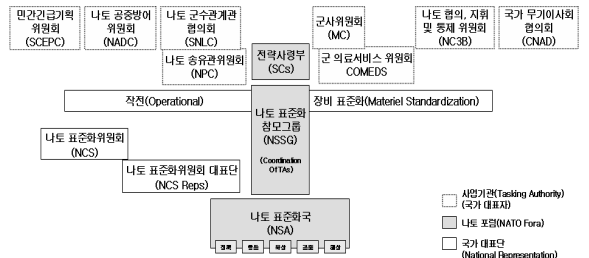 민간긴급기획
위원회
(SCEPC)
나토 공중방어
위원회
(NADC)
나토 군수관계관
협의회
(SNLC)
나토 송유관위원회
(NPC)
전략사령부
(SCs)
군사위원회
(MC)
군 의료서비스 위원회
COMEDS
나토 협의, 지휘
및 통제 위원회
(NC3B)
국가 무기이사회
협의회
(CNAD)
작전(Operational)
나토 표준화
참모그룹
(NSSG)
(Coordination
Of TAs)
장비 표준화(Materiel Standardization)
나토 표준화위원회
(NCS)
나토 표준화위원회 대표단
(NCS Reps)
나토 표준화국
(NSA)
사업기관(Tasking Authority)
(국가 대표자)
나토 포럼(NATO Fora)
국가 대표단
(National Representation)